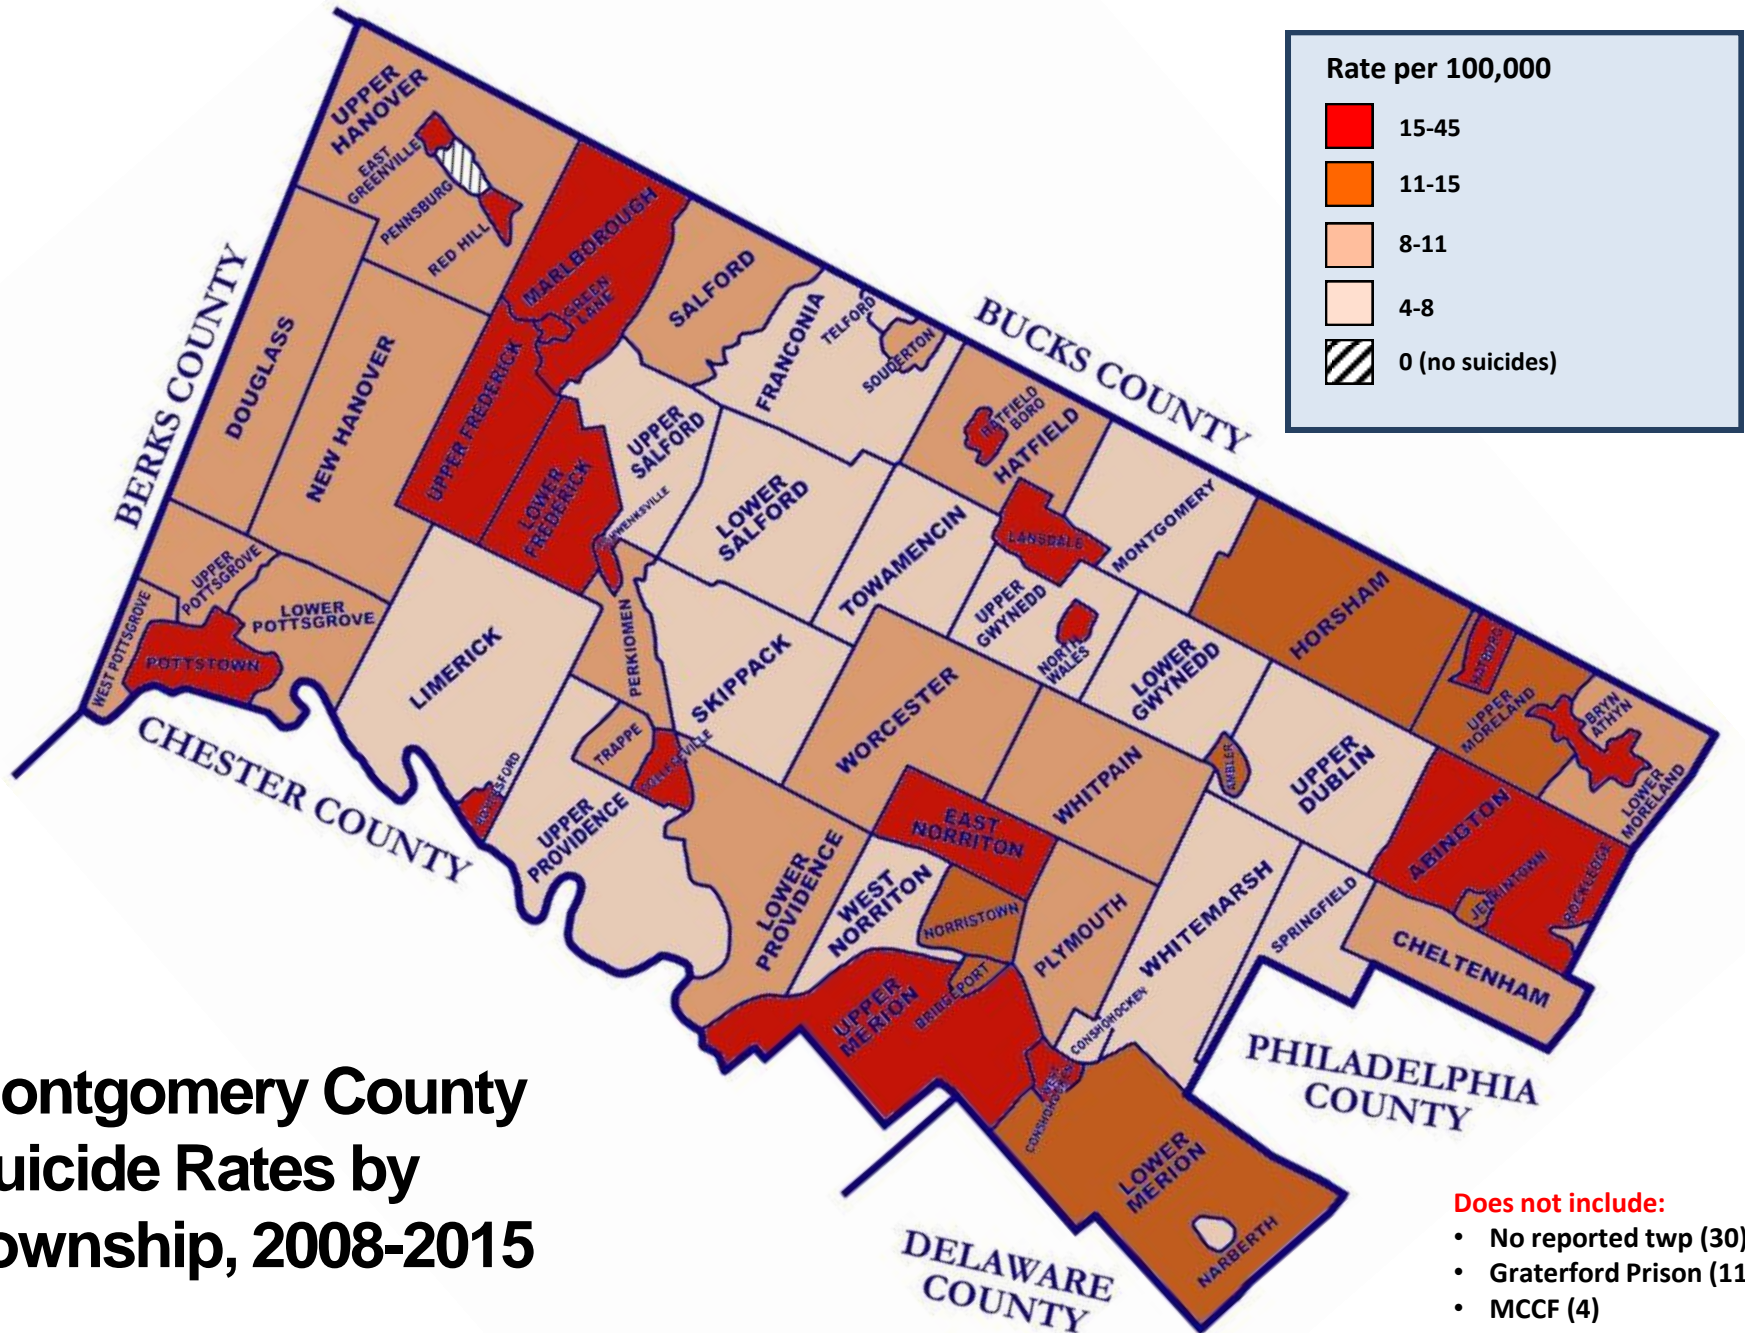 Rate per 100,000
15-45
11-15
8-11
4-8
0 (no suicides)
UPPER
HANOVER
EAST
GREENVILLE
PENNSBURG
RED HILL
MARLBOROUGH
GREEN
LANE
SALFORD
FRANCONIA
TELFORD
SOUDERTON
BUCKS COUNTY
BERKS COUNTY
DOUGLASS
NEW HANOVER
UPPER FREDERICK
LOWER
FREDERICK
UPPER
SALFORD
LOWER
SALFORD
HATFIELD
BORO
HATFIELD
LANSDALE
MONTGOMERY
TOWAMENCIN
HORSHAM
UPPER
POTTSGROVE
LOWER
POTTSGROVE
WEST POTTSGROVE
POTTSTOWN
LIMERICK
PERKIOMEN
SKIPPACK
UPPER
GWYNEDD
NORTH
WALES
LOWER
GWYNEDD
HATBORO
UPPER
MORELAND
BRYN
ATHYN
LOWER
MORELAND
CHESTER COUNTY
TRAPPE
UPPER
PROVIDENCE
WORCESTER
WHITPAIN
AMBLER
UPPER
DUBLIN
ABINGTON
JENKINTOWN
ROCKLEDGE
LOWER
PROVIDENCE
EAST
NORRITON
WEST
NORRITON
NORRISTOWN
PLYMOUTH
WHITEMARSH
SPRINGFIELD
CHELTENHAM
UPPER
MERION
BRIDGEPORT
CONSHOHOCKEN
PHILADELPHIA
COUNTY
LOWER
MERION
NARBERTH
DELAWARE
COUNTY
ontgomery County
uicide Rates by
ownship, 2008-2015
Does not include:
• No reported twp (30)
• Graterford Prison (11
• MCCF (4)